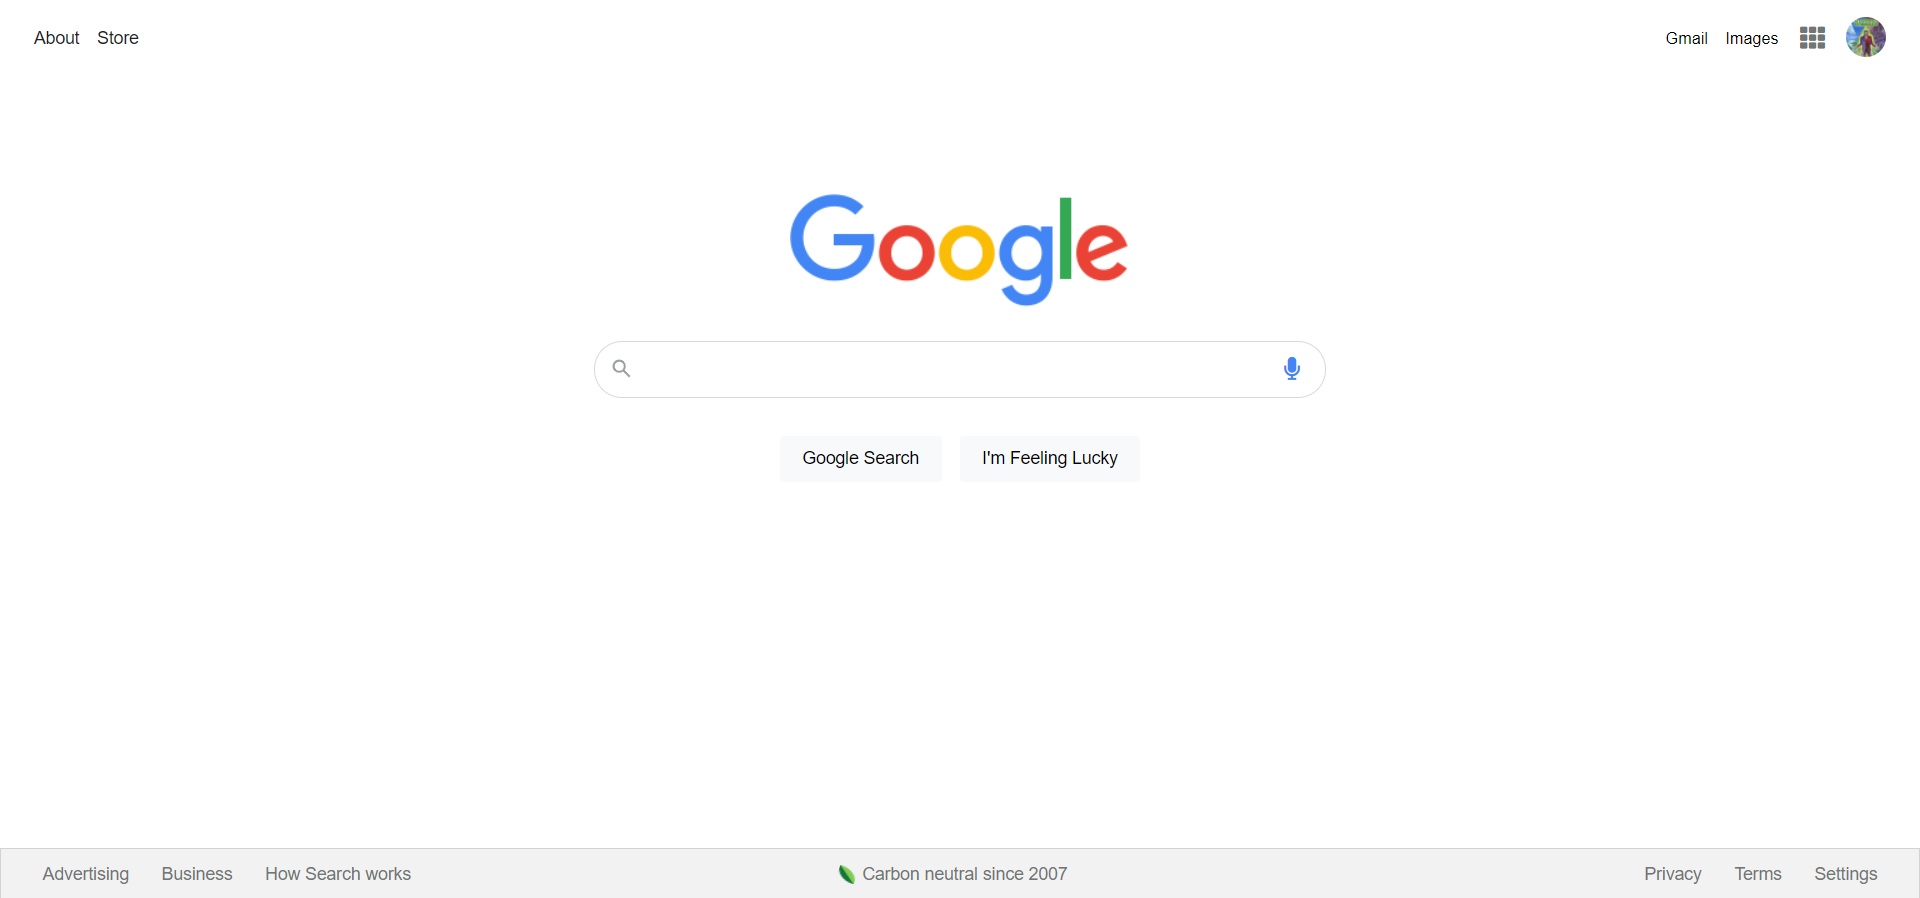 About Store
Gmail Images
Google
Google Search I'm Feeling Lucky
Advertising Business How Search works
Carbon neutral since 2007
Privacy Terms Settings